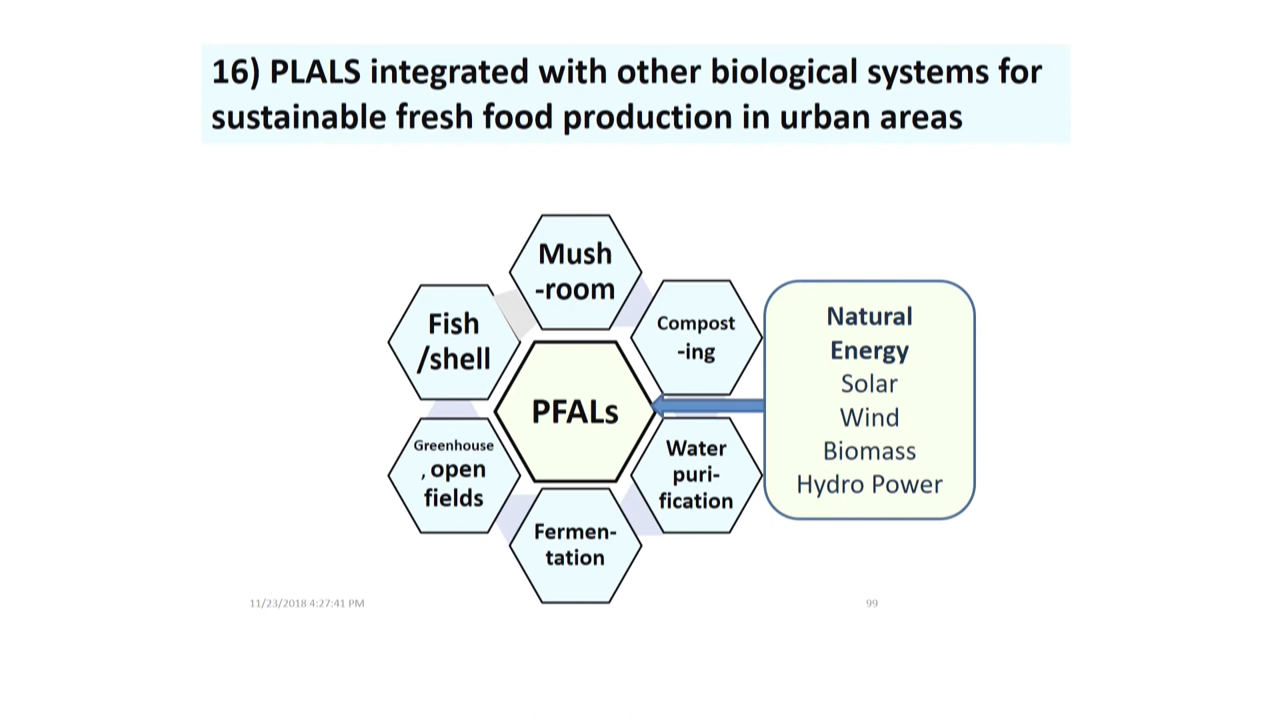 16) PLALS integrated with other biological systems for
sustainable fresh food production in urban areas
Mush
-room
Compost
-ing
Fish
/shell
PFALs
Natural
Energy
Solar
Wind
Biomass
Hydro Power
Greenhouse
, open
fields
Water
puri-
fication
Fermen-
tation
11/23/2018 4:27:41 PM
99